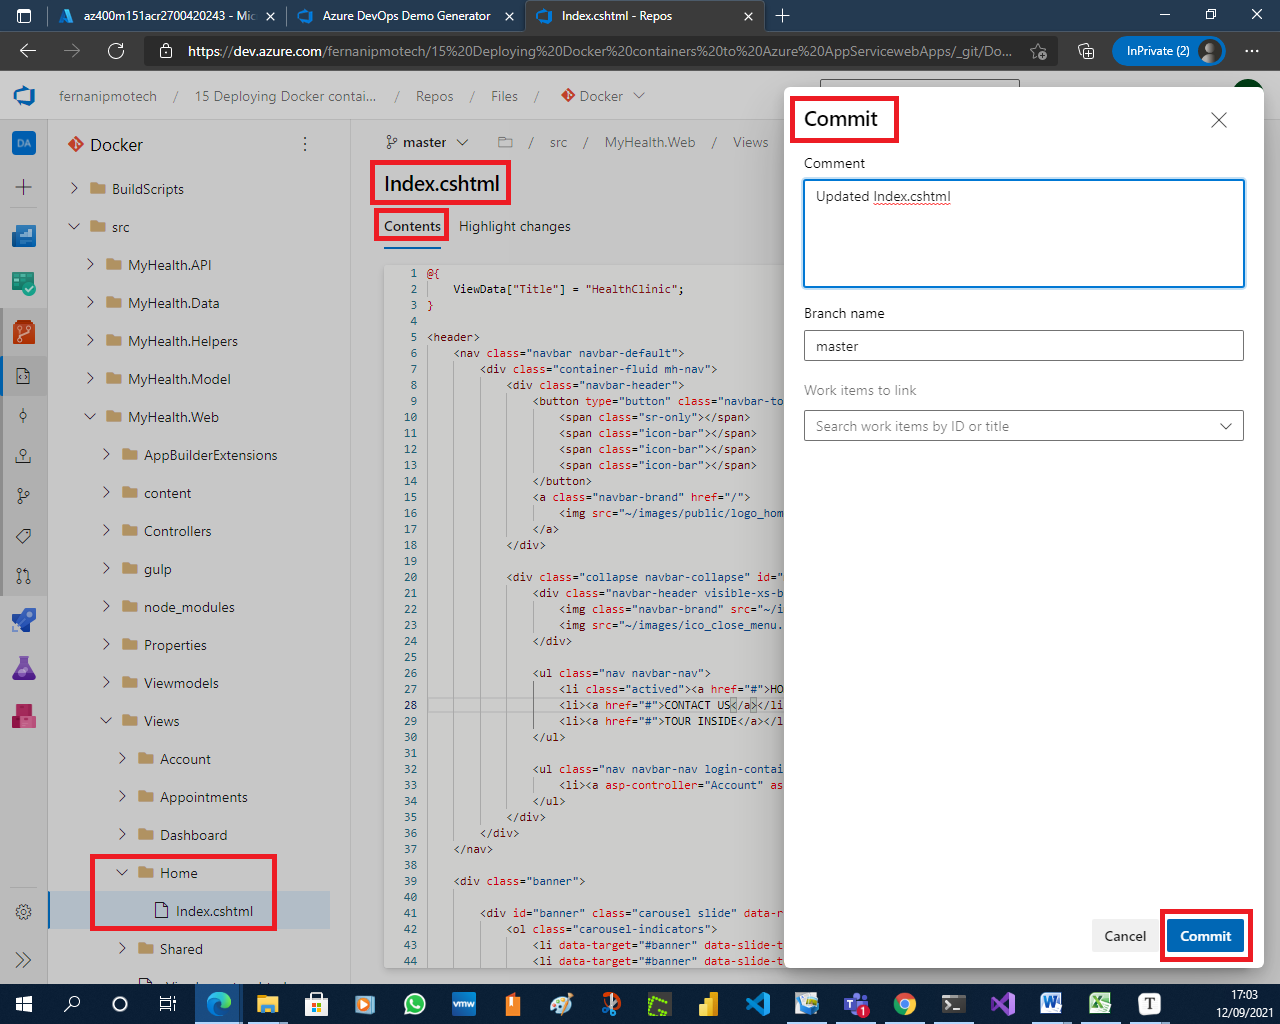 az400m151acr2700420243 - Mic
Azure DevOps Demo Generator
Index.cshtml - Repos
https://dev.azure.com/fernanipmotech/15%20Deploying%20Docker%20containers%20to%20Azure%20AppServicewebApps/_git/Do...
InPrivate (2)
fernanipmotech / 15 Deploying Docker contai... / Repos / Files / Docker
DA
Docker
BuildScripts
src
MyHealth.API
MyHealth.Data
MyHealth.Helpers
MyHealth.Model
MyHealth.Web
AppBuilderExtensions
content
Controllers
gulp
node_modules
Properties
Viewmodels
Views
Account
Appointments
Dashboard
Home
Index.cshtml
Shared
master / src / MyHealth.Web / Views
Index.cshtml
Contents Highlight changes
1 @{
2 ViewData["Title"] = "HealthClinic";
3 }
4
5 <header>
6 <nav class="navbar navbar-default">
7 <div class="container-fluid mh-nav">
8 <div class="navbar-header">
9 <button type="button" class="navbar-to
10 <span class="sr-only"></span>
11 <span class="icon-bar"></span>
12 <span class="icon-bar"></span>
13 <span class="icon-bar"></span>
14 </button>
15 <a class="navbar-brand" href="/">
16 <img src="~/images/public/logo_hom
17 </a>
18 </div>
19
20 <div class="collapse navbar-collapse" id="
21 <div class="navbar-header visible-xs-b
22 <img class="navbar-brand" src="~/i
23 <img src="~/images/ico_close_menu.
24 </div>
25
26 <ul class="nav navbar-nav">
27 <li class="actived"><a href="#">HO
28 <li><a href="#">CONTACT US</a></li
29 <li><a href="#">TOUR INSIDE</a></l
30 </ul>
31
32 <ul class="nav navbar-nav login-contai
33 <li><a asp-controller="Account" as
34 </ul>
35 </div>
36 </div>
37 </nav>
38
39 <div class="banner">
40
41 <div id="banner" class="carousel slide" data-r
42 <ol class="carousel-indicators">
43 <li data-target="#banner" data-slide-t
44 <li data-target="#banner" data-slide-t
Commit
Comment
Updated Index.cshtml
Branch name
master
Work items to link
Search work items by ID or title
Cancel
Commit
vmw
1
T
17:03
12/09/2021